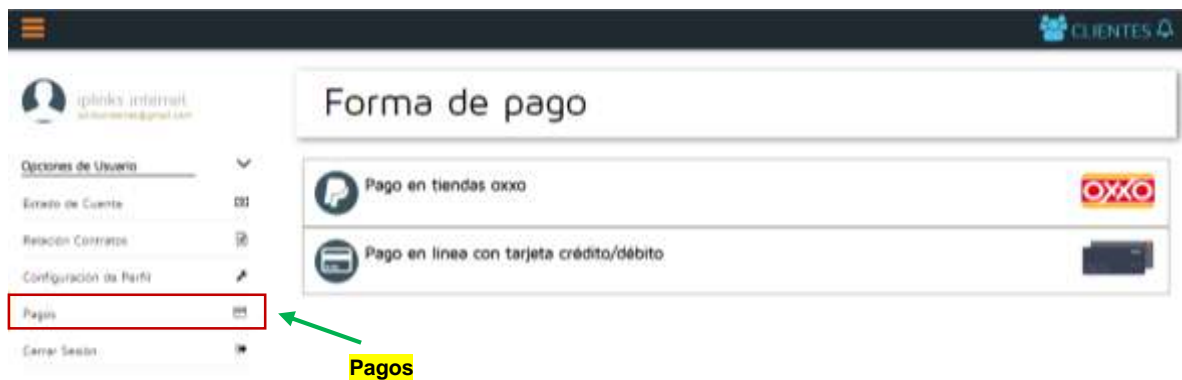 CLIENTES
iplinks internet
Forma de pago
Opciones de Usuario
Estado de Cuenta
Relación Contratos
Configuración de Perfil
Pagos
Cerrar Sesión
Pago en tiendas oxxo
OXXO
Pago en linea con tarjeta crédito/débito
Pagos